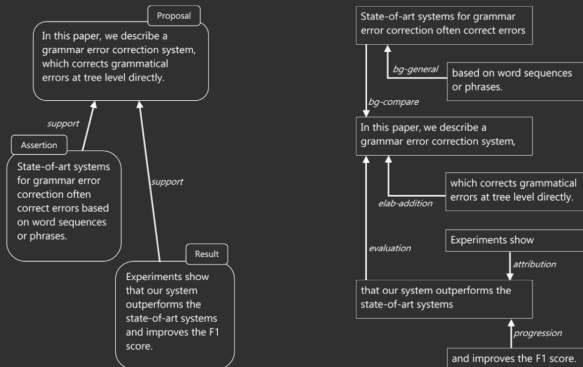 Proposal
In this paper, we describe a
grammar error correction system,
which corrects grammatical
errors at tree level directly.
support
Assertion
State-of-art systems
for grammar error
correction often
correct errors based
on word sequences
or phrases.
support
Result
Experiments show
that our system
outperforms the
state-of-art systems
and improves the F1
score.
State-of-art systems for grammar
error correction often correct errors
bg-general
based on word sequences
or phrases.
bg-compare
In this paper, we describe a
grammar error correction system,
which corrects grammatical
errors at tree level directly.
elab-addition
evaluation
Experiments show
attribution
that our system outperforms the
state-of-art systems
progression
and improves the F1 score.